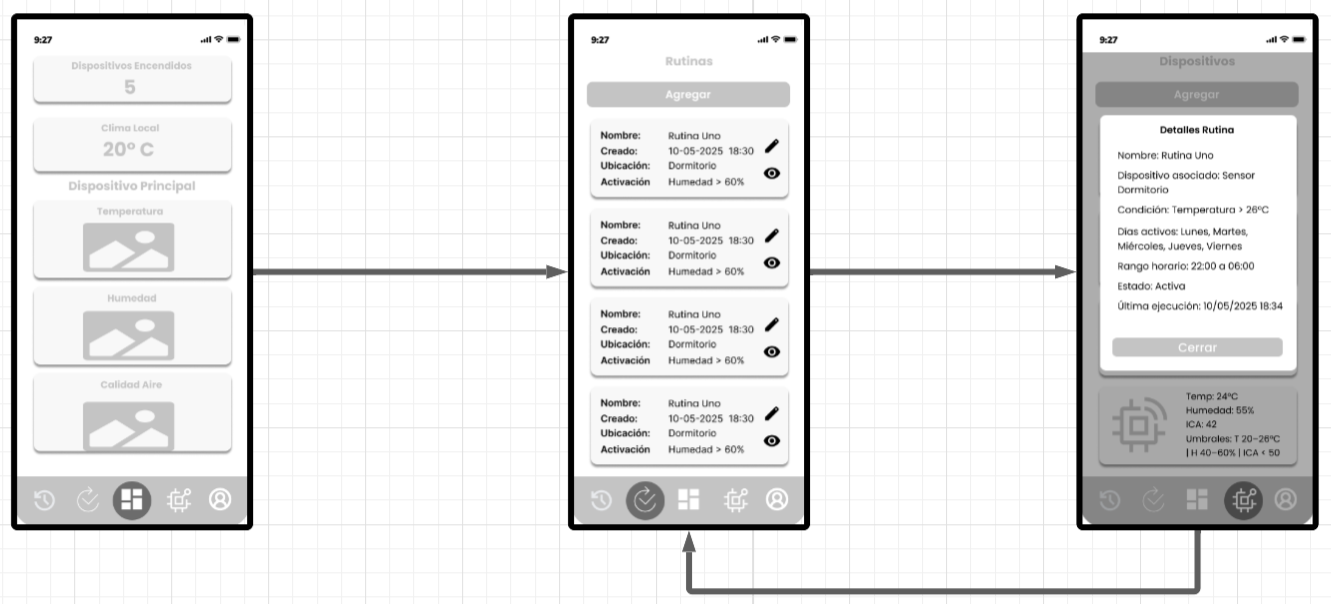 9:27
Dispositivos Encendidos
5
Clima Local
20° C
Dispositivo Principal
Temperatura
Humedad
Calidad Aire
9:27
Rutinas
Agregar
Nombre: Rutina Uno
Creado: 10-05-2025 18:30
Ubicación: Dormitorio
Activación Humedad > 60%
Nombre: Rutina Uno
Creado: 10-05-2025 18:30
Ubicación: Dormitorio
Activación Humedad > 60%
Nombre: Rutina Uno
Creado: 10-05-2025 18:30
Ubicación: Dormitorio
Activación Humedad > 60%
Nombre: Rutina Uno
Creado: 10-05-2025 18:30
Ubicación: Dormitorio
Activación Humedad > 60%
9:27
Dispositivos
Agregar
Detalles Rutina
Nombre: Rutina Uno
Dispositivo asociado: Sensor
Dormitorio
Condición: Temperatura > 26°C
Días activos: Lunes, Martes,
Miércoles, Jueves, Viernes
Rango horario: 22:00 a 06:00
Estado: Activa
Última ejecución: 10/05/2025 18:34
Cerrar
Temp: 24°C
Humedad: 55%
ICA: 42
Umbrales: T 20–26°C
| H 40–60% | ICA < 50